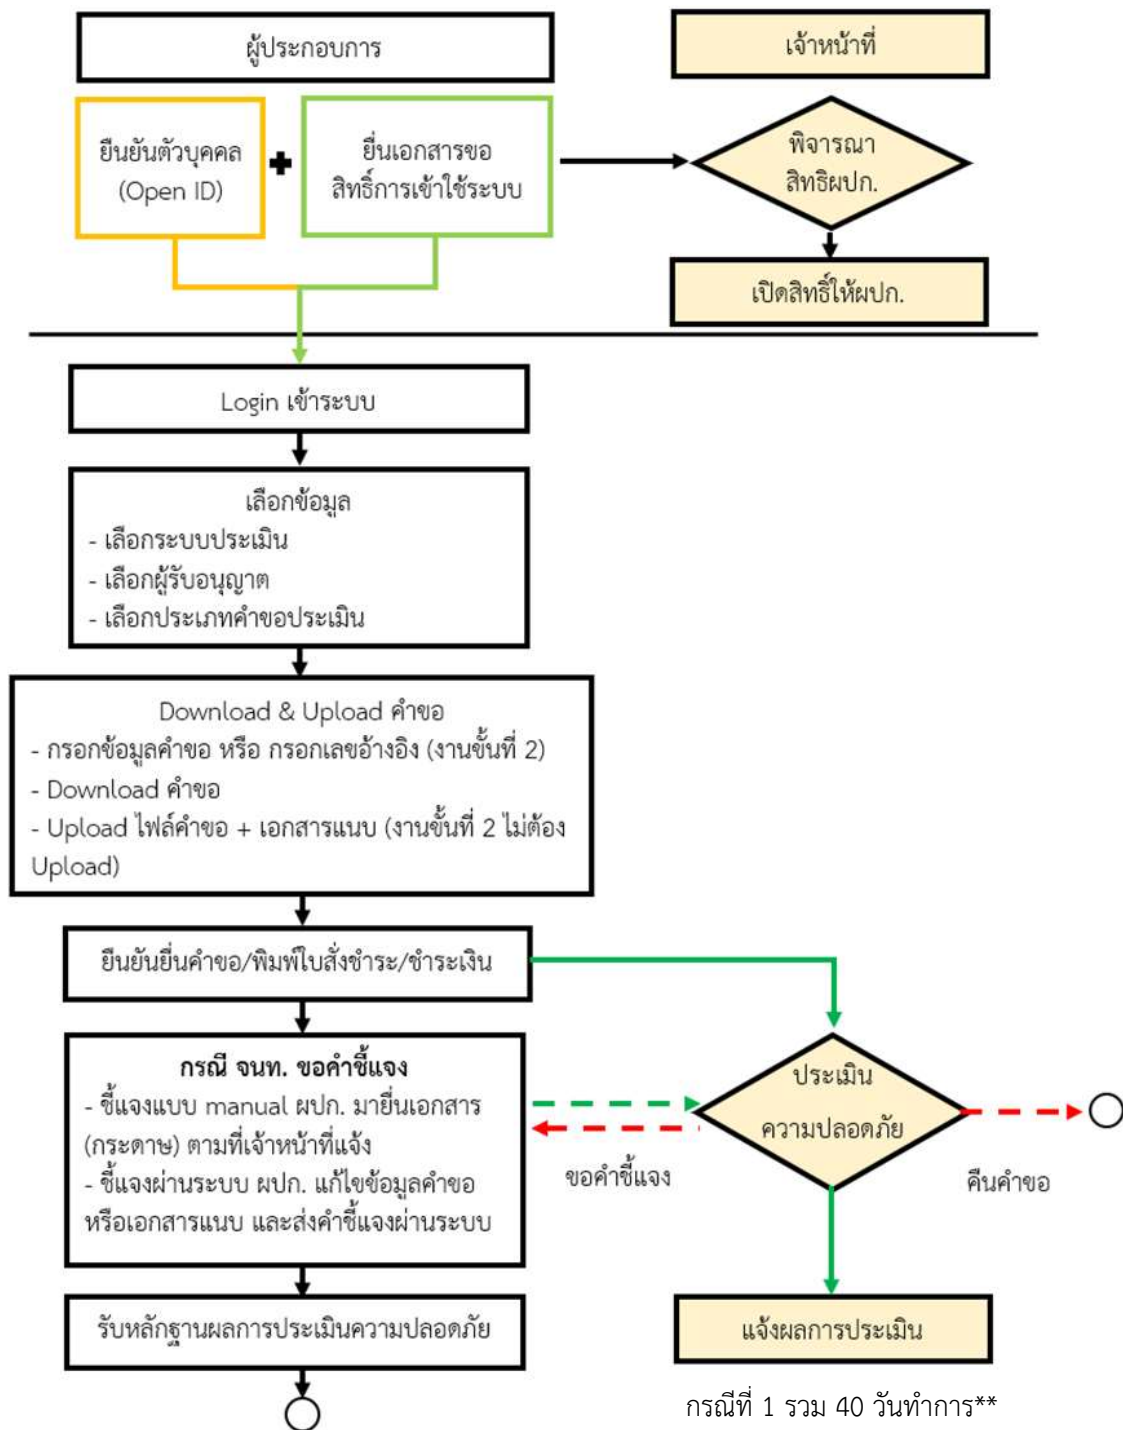 ผู้ประกอบการ
เจ้าหน้าที่
ยืนยันตัวบุคคล
(Open ID)
ยื่นเอกสารขอ
สิทธิ์การเข้าใช้ระบบ
พิจารณา
สิทธิผปก.
เปิดสิทธิ์ให้ผปก.
Login เข้าระบบ
เลือกข้อมูล
- เลือกระบบประเมิน
- เลือกผู้รับอนุญาต
- เลือกประเภทคำขอประเมิน
Download & Upload คำขอ
- กรอกข้อมูลคำขอ หรือ กรอกเลขอ้างอิง (งานขั้นที่ 2)
- Download คำขอ
- Upload ไฟล์คำขอ + เอกสารแนบ (งานขั้นที่ 2 ไม่ต้อง
Upload)
ยืนยันยื่นคำขอ/พิมพ์ใบสั่งชำระ/ชำระเงิน
กรณี จนท. ขอคำชี้แจง
- ชี้แจงแบบ manual ผปก. มายื่นเอกสาร
(กระดาษ) ตามที่เจ้าหน้าที่แจ้ง
- ชี้แจงผ่านระบบ ผปก. แก้ไขข้อมูลคำขอ
หรือเอกสารแนบ และส่งคำชี้แจงผ่านระบบ
ประเมิน
ความปลอดภัย
ขอคำชี้แจง
คืนคำขอ
รับหลักฐานผลการประเมินความปลอดภัย
แจ้งผลการประเมิน
กรณีที่ 1 รวม 40 วันทำการ**